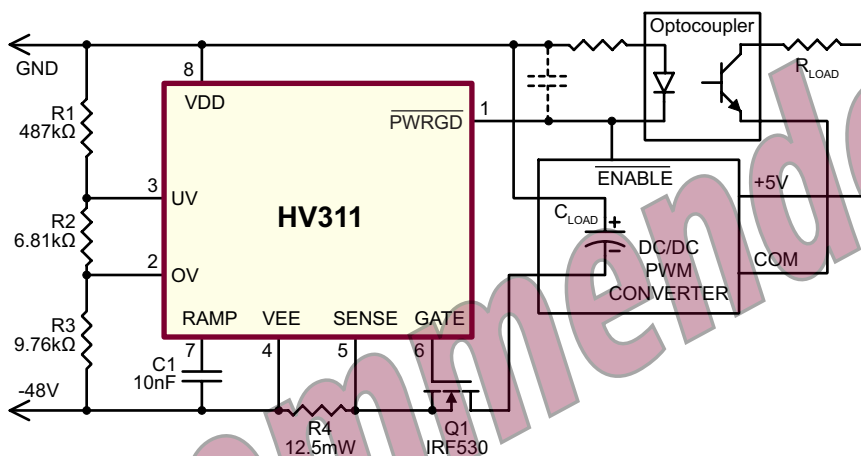 Optocoupler
GND
R_LOAD
8
VDD
R1
487kΩ
PWRGD
1
ENABLE
+5V
3
UV
HV311
R2
6.81kΩ
C_LOAD
+
−
DC/DC
PWM
CONVERTER
COM
2
OV
R3
9.76kΩ
RAMP
VEE
SENSE
GATE
7
4
5
6
C1
10nF
-48V
R4
12.5mW
Q1
IRF530